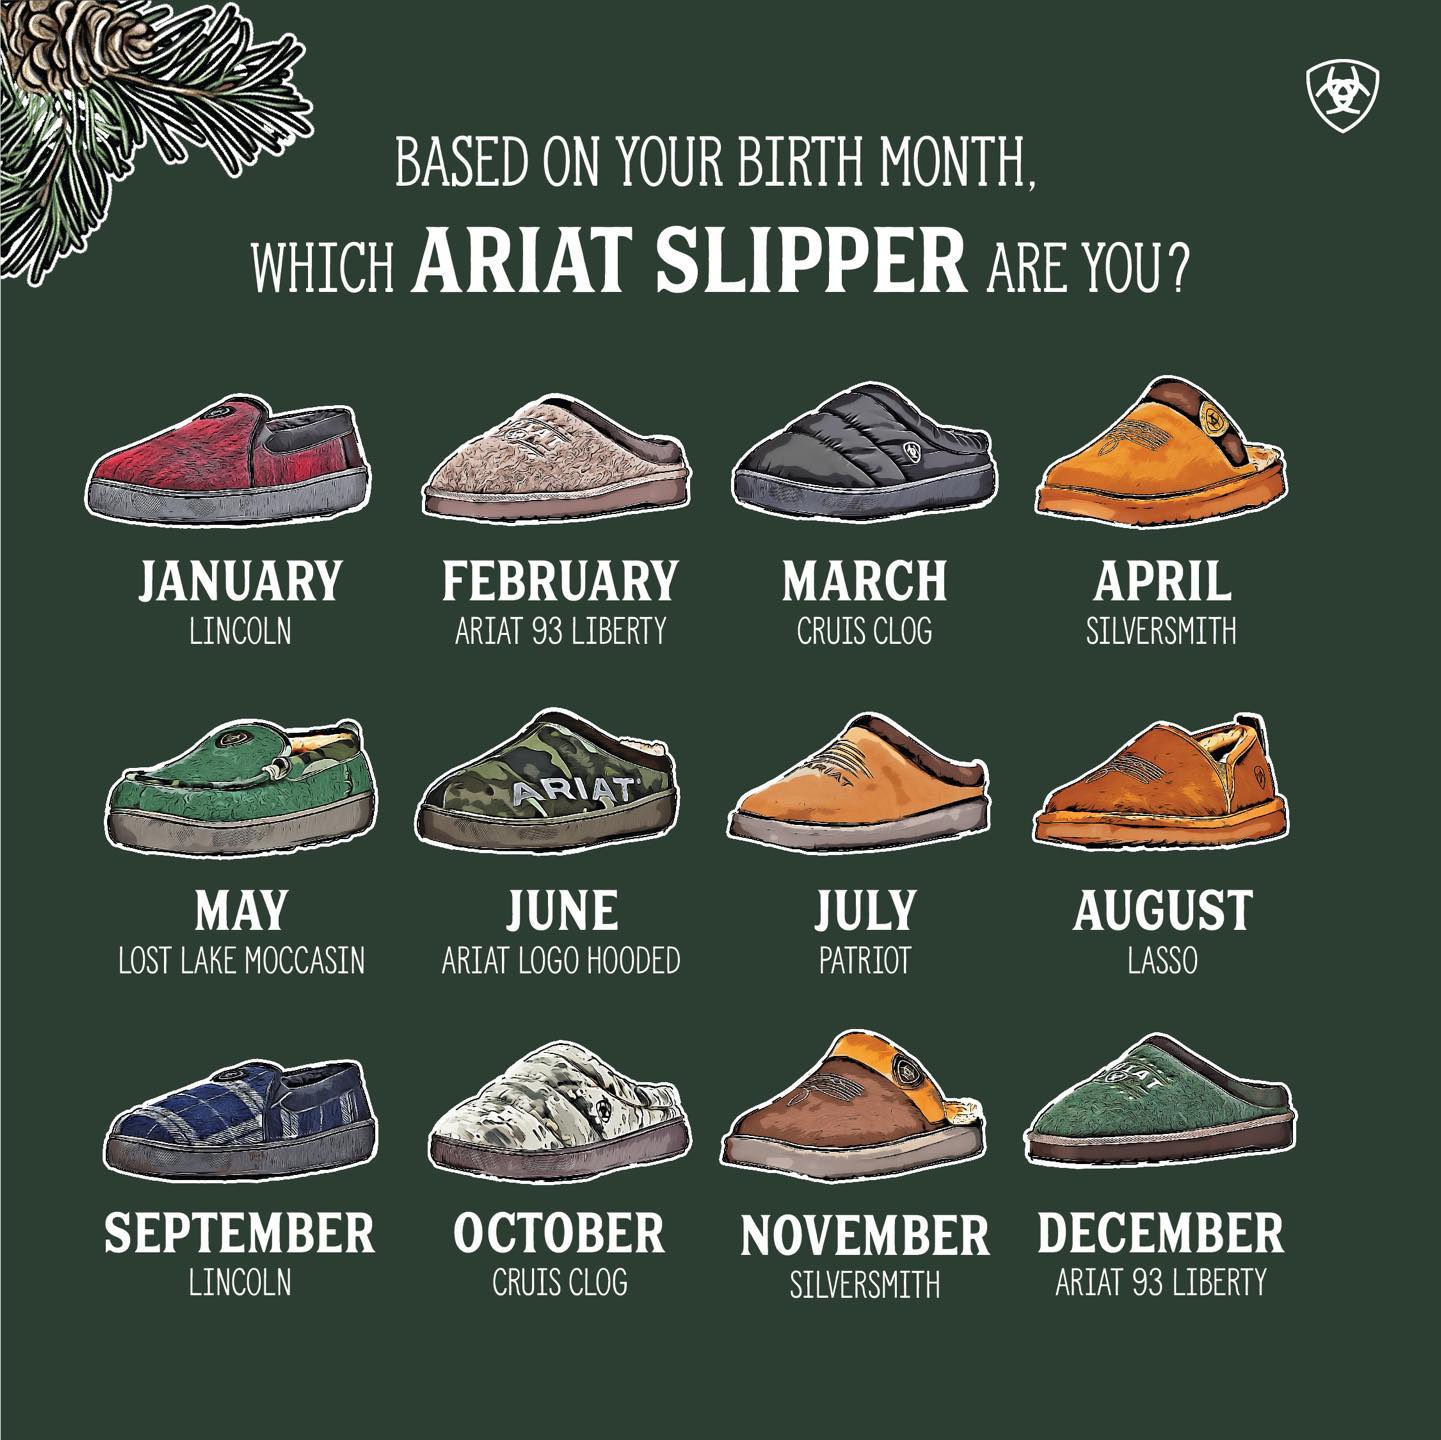 BASED ON YOUR BIRTH MONTH,
WHICH ARIAT SLIPPER ARE YOU?
JANUARY
LINCOLN
FEBRUARY
ARIAT 93 LIBERTY
MARCH
CRUIS CLOG
APRIL
SILVERSMITH
MAY
LOST LAKE MOCCASIN
ARIAT
JUNE
ARIAT LOGO HOODED
JULY
PATRIOT
AUGUST
LASSO
SEPTEMBER
LINCOLN
OCTOBER
CRUIS CLOG
NOVEMBER
SILVERSMITH
DECEMBER
ARIAT 93 LIBERTY